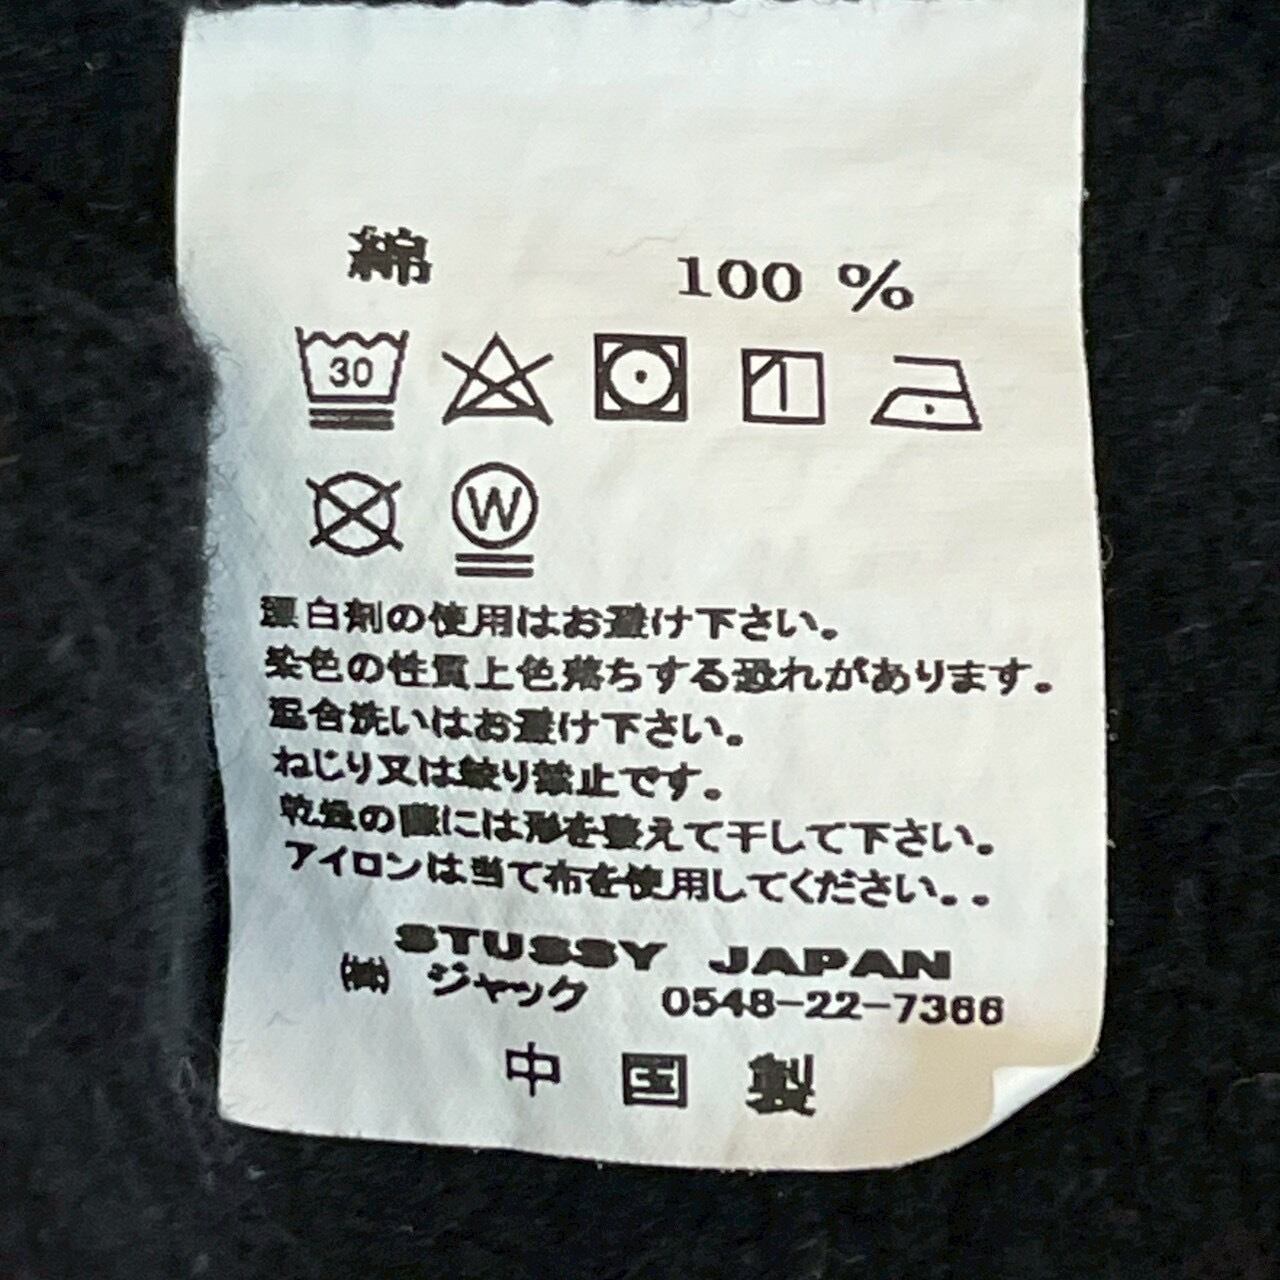 綿 100 %
30
W
漂白剤の使用はお避け下さい。
染色の性質上色落ちする恐れがあります。
混合洗いはお避け下さい。
ねじり又は絞り禁止です。
乾燥の際には形を整えて干して下さい。
アイロンは当て布を使用してください。。
STUSSY JAPAN
㈱ ジャック 0548-22-7366
中国製